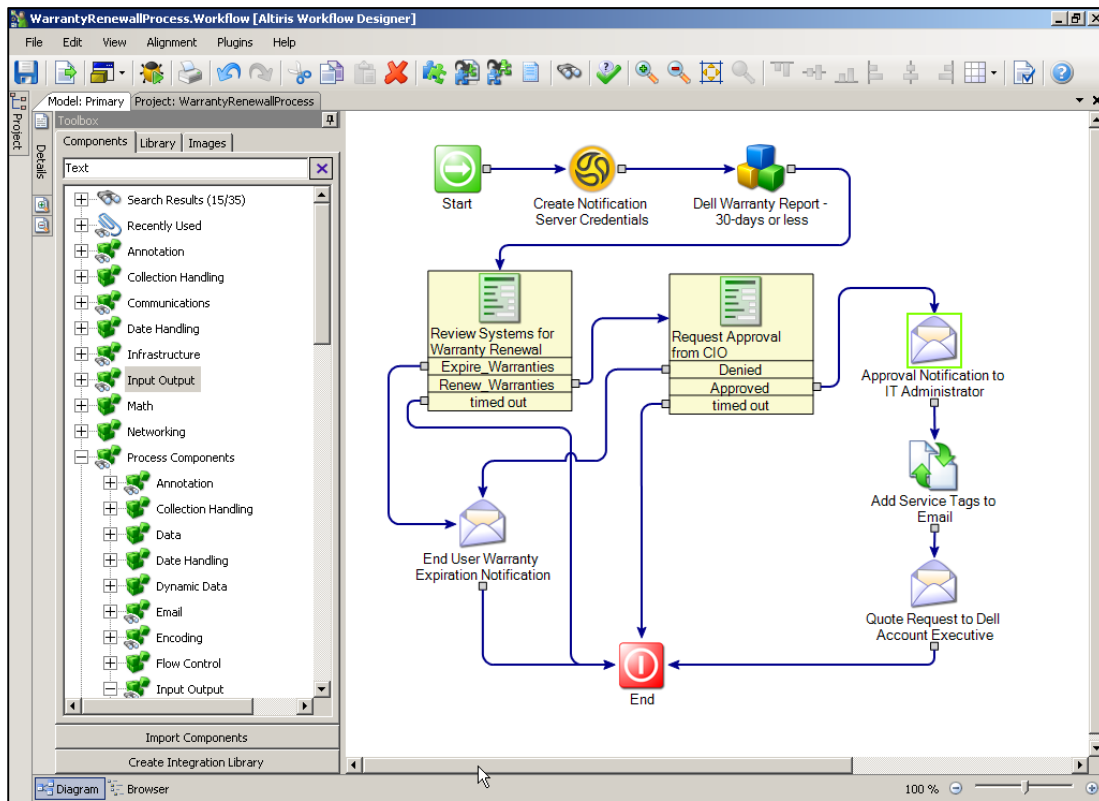 WarrantyRenewallProcess.Workflow [Altiris Workflow Designer]
File Edit View Alignment Plugins Help
Model: Primary Project: WarrantyRenewallProcess
Project
Details
Toolbox
Components Library Images
Text
Search Results (15/35)
Recently Used
Annotation
Collection Handling
Communications
Date Handling
Infrastructure
Input Output
Math
Networking
Process Components
Annotation
Collection Handling
Data
Date Handling
Dynamic Data
Email
Encoding
Flow Control
Input Output
Import Components
Create Integration Library
Start
Create Notification
Server Credentials
Dell Warranty Report -
30-days or less
Review Systems for
Warranty Renewal
Expire_Warranties
Renew_Warranties
timed out
Request Approval
from CIO
Denied
Approved
timed out
Approval Notification to
IT Administrator
Add Service Tags to
Email
End User Warranty
Expiration Notification
Quote Request to Dell
Account Executive
End
Diagram Browser
100 %